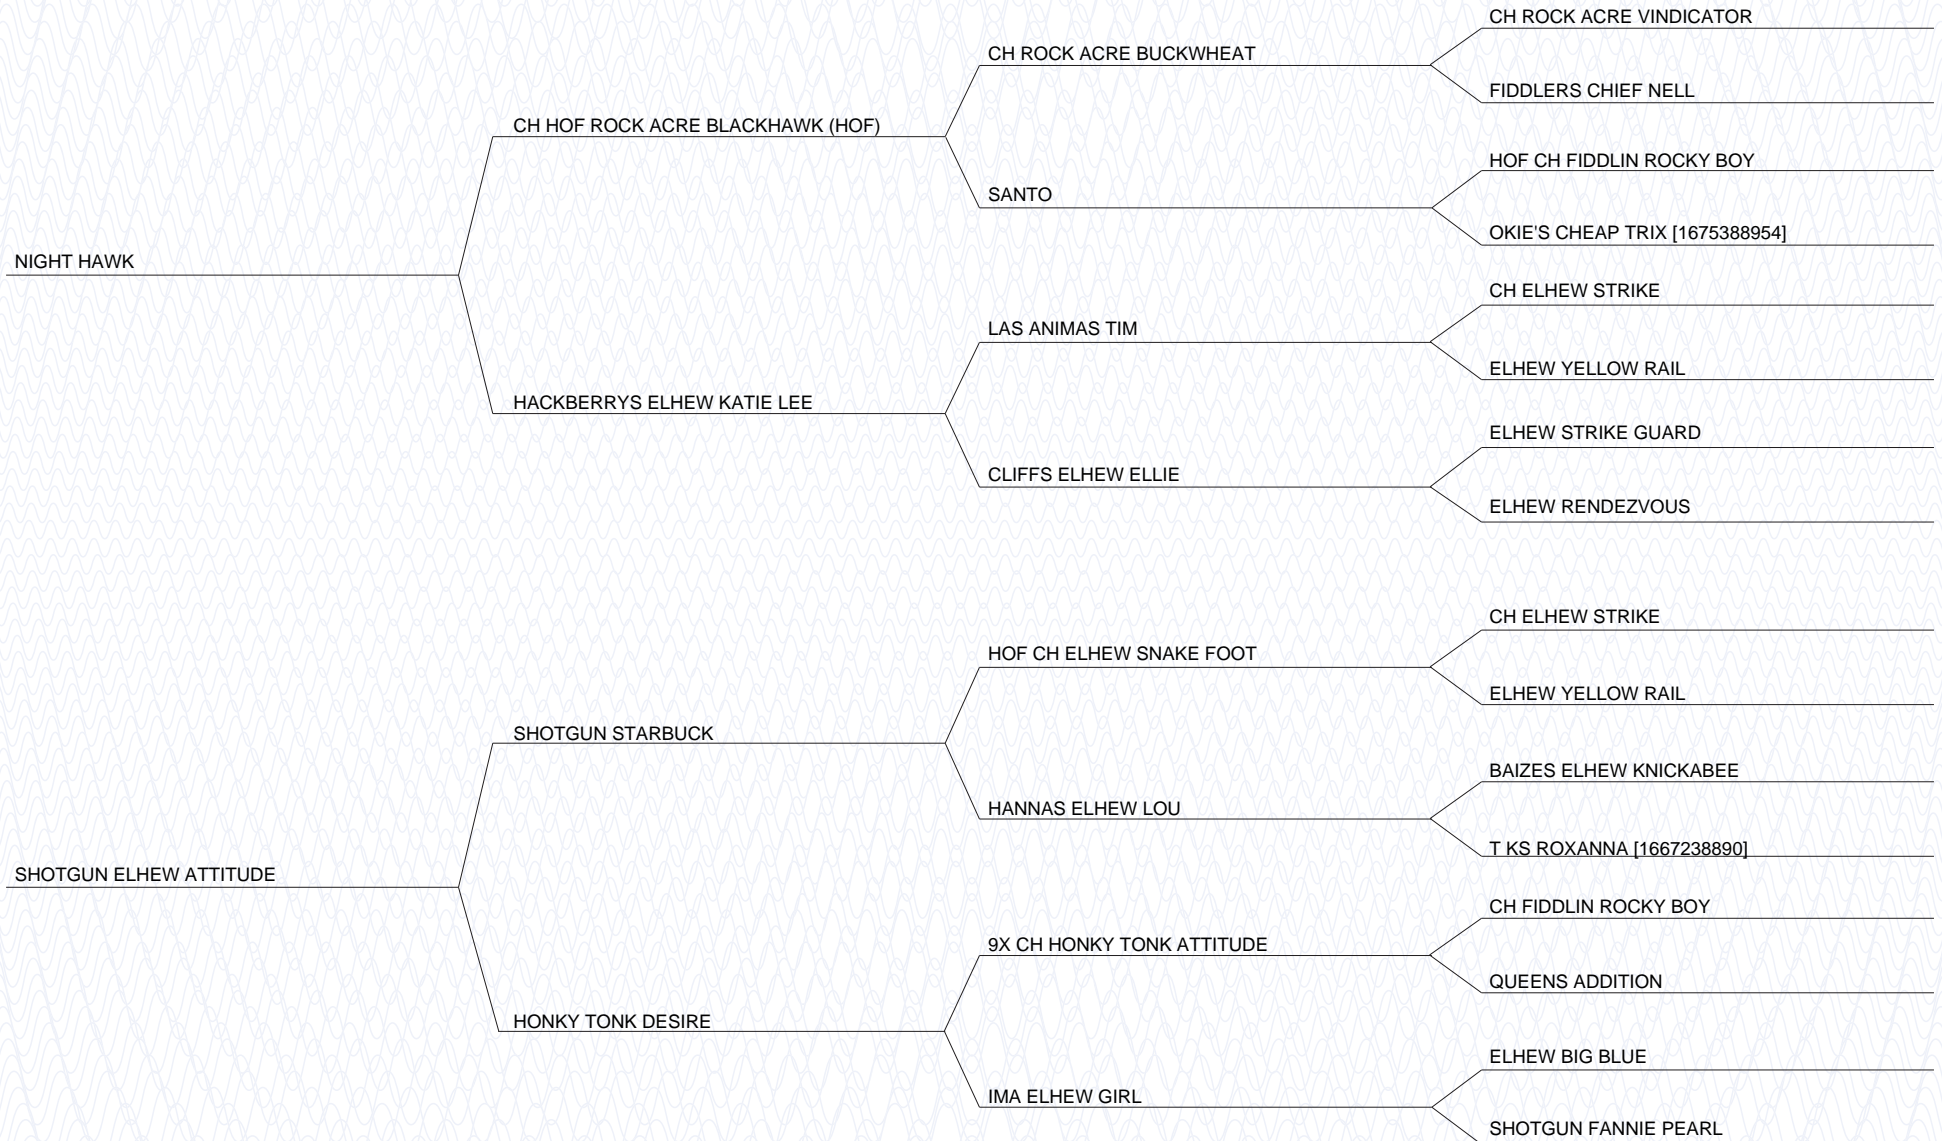 CH ROCK ACRE VINDICATOR
CH ROCK ACRE BUCKWHEAT
FIDDLERS CHIEF NELL
CH HOF ROCK ACRE BLACKHAWK (HOF)
HOF CH FIDDLIN ROCKY BOY
SANTO
OKIE'S CHEAP TRIX [1675388954]
NIGHT HAWK
CH ELHEW STRIKE
LAS ANIMAS TIM
ELHEW YELLOW RAIL
HACKBERRYS ELHEW KATIE LEE
ELHEW STRIKE GUARD
CLIFFS ELHEW ELLIE
ELHEW RENDEZVOUS
CH ELHEW STRIKE
HOF CH ELHEW SNAKE FOOT
ELHEW YELLOW RAIL
SHOTGUN STARBUCK
BAIZES ELHEW KNICKABEE
HANNAS ELHEW LOU
T KS ROXANNA [1667238890]
SHOTGUN ELHEW ATTITUDE
CH FIDDLIN ROCKY BOY
9X CH HONKY TONK ATTITUDE
QUEENS ADDITION
HONKY TONK DESIRE
ELHEW BIG BLUE
IMA ELHEW GIRL
SHOTGUN FANNIE PEARL